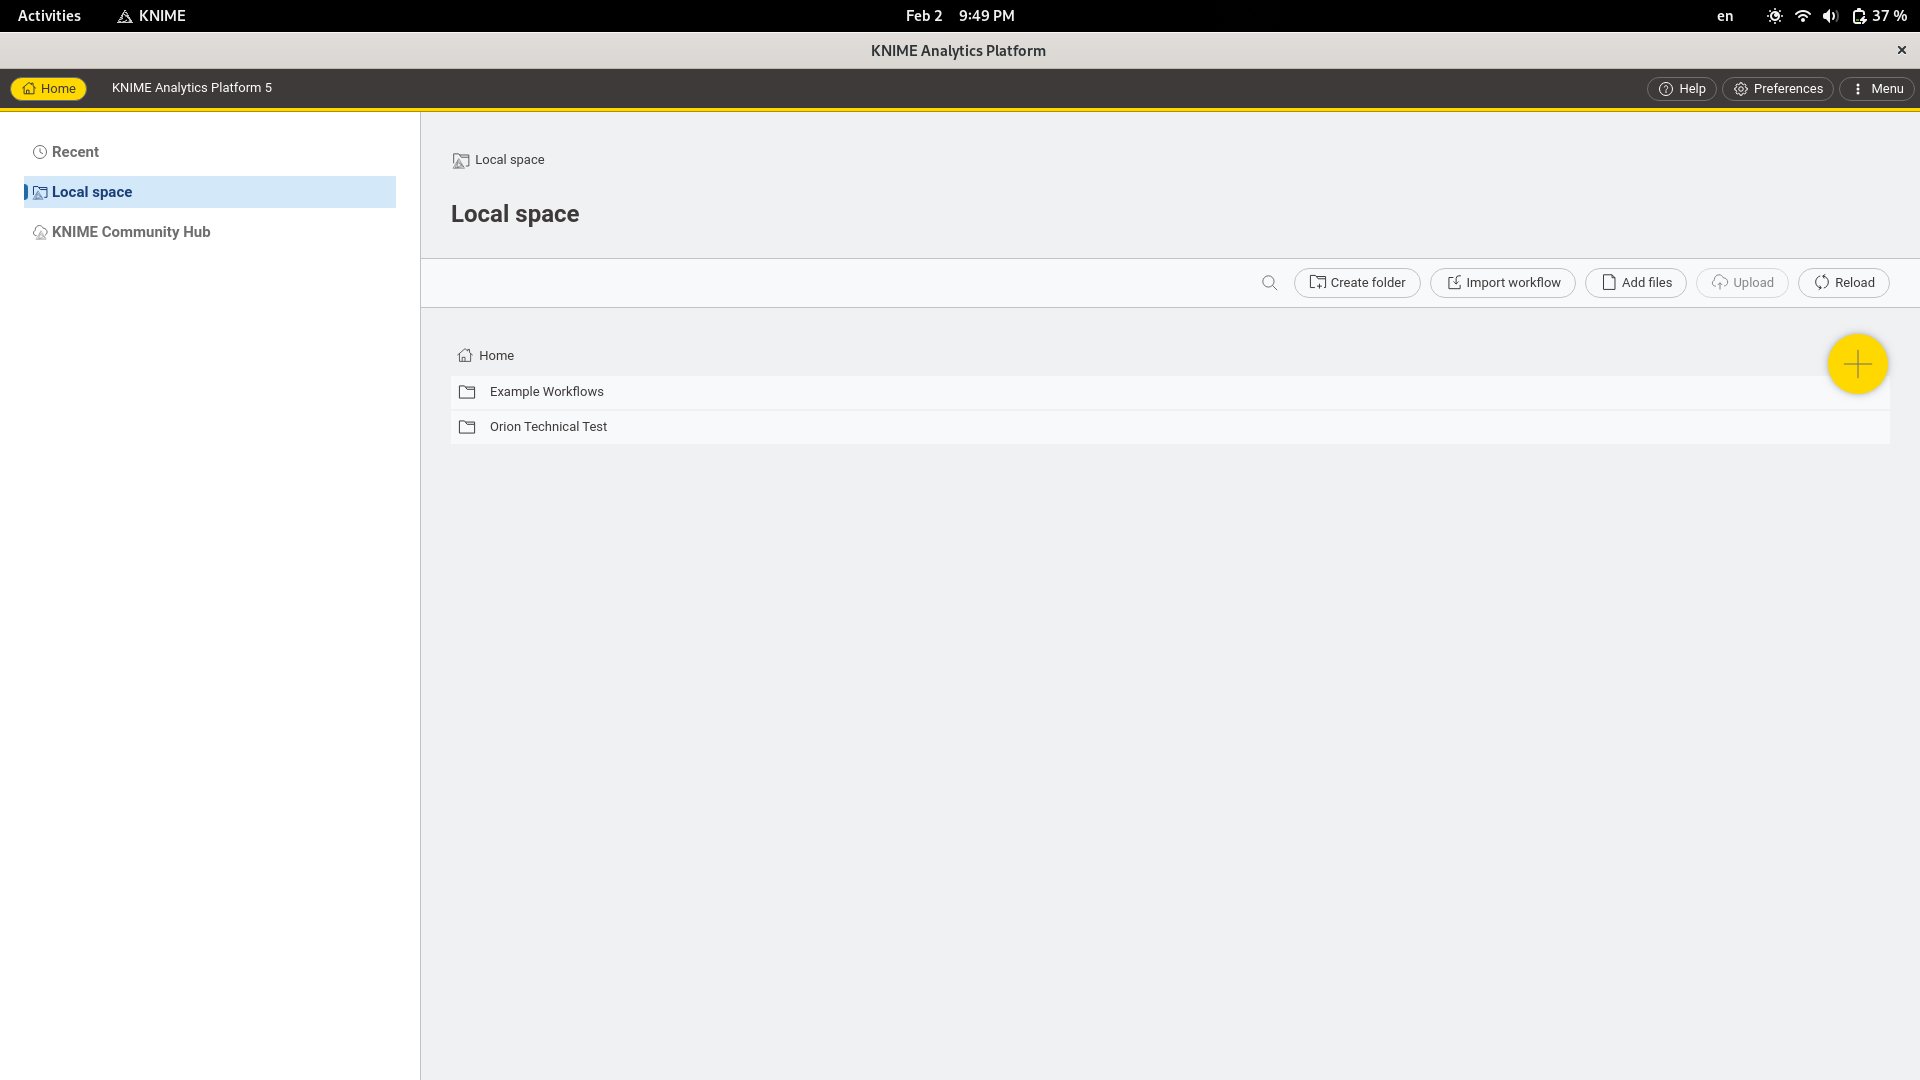 Activities KNIME Feb 2 9:49 PM en 37 %
KNIME Analytics Platform
Home KNIME Analytics Platform 5 Help Preferences Menu
Recent
Local space
KNIME Community Hub
Local space
Local space
Create folder Import workflow Add files Upload Reload
Home
Example Workflows
Orion Technical Test